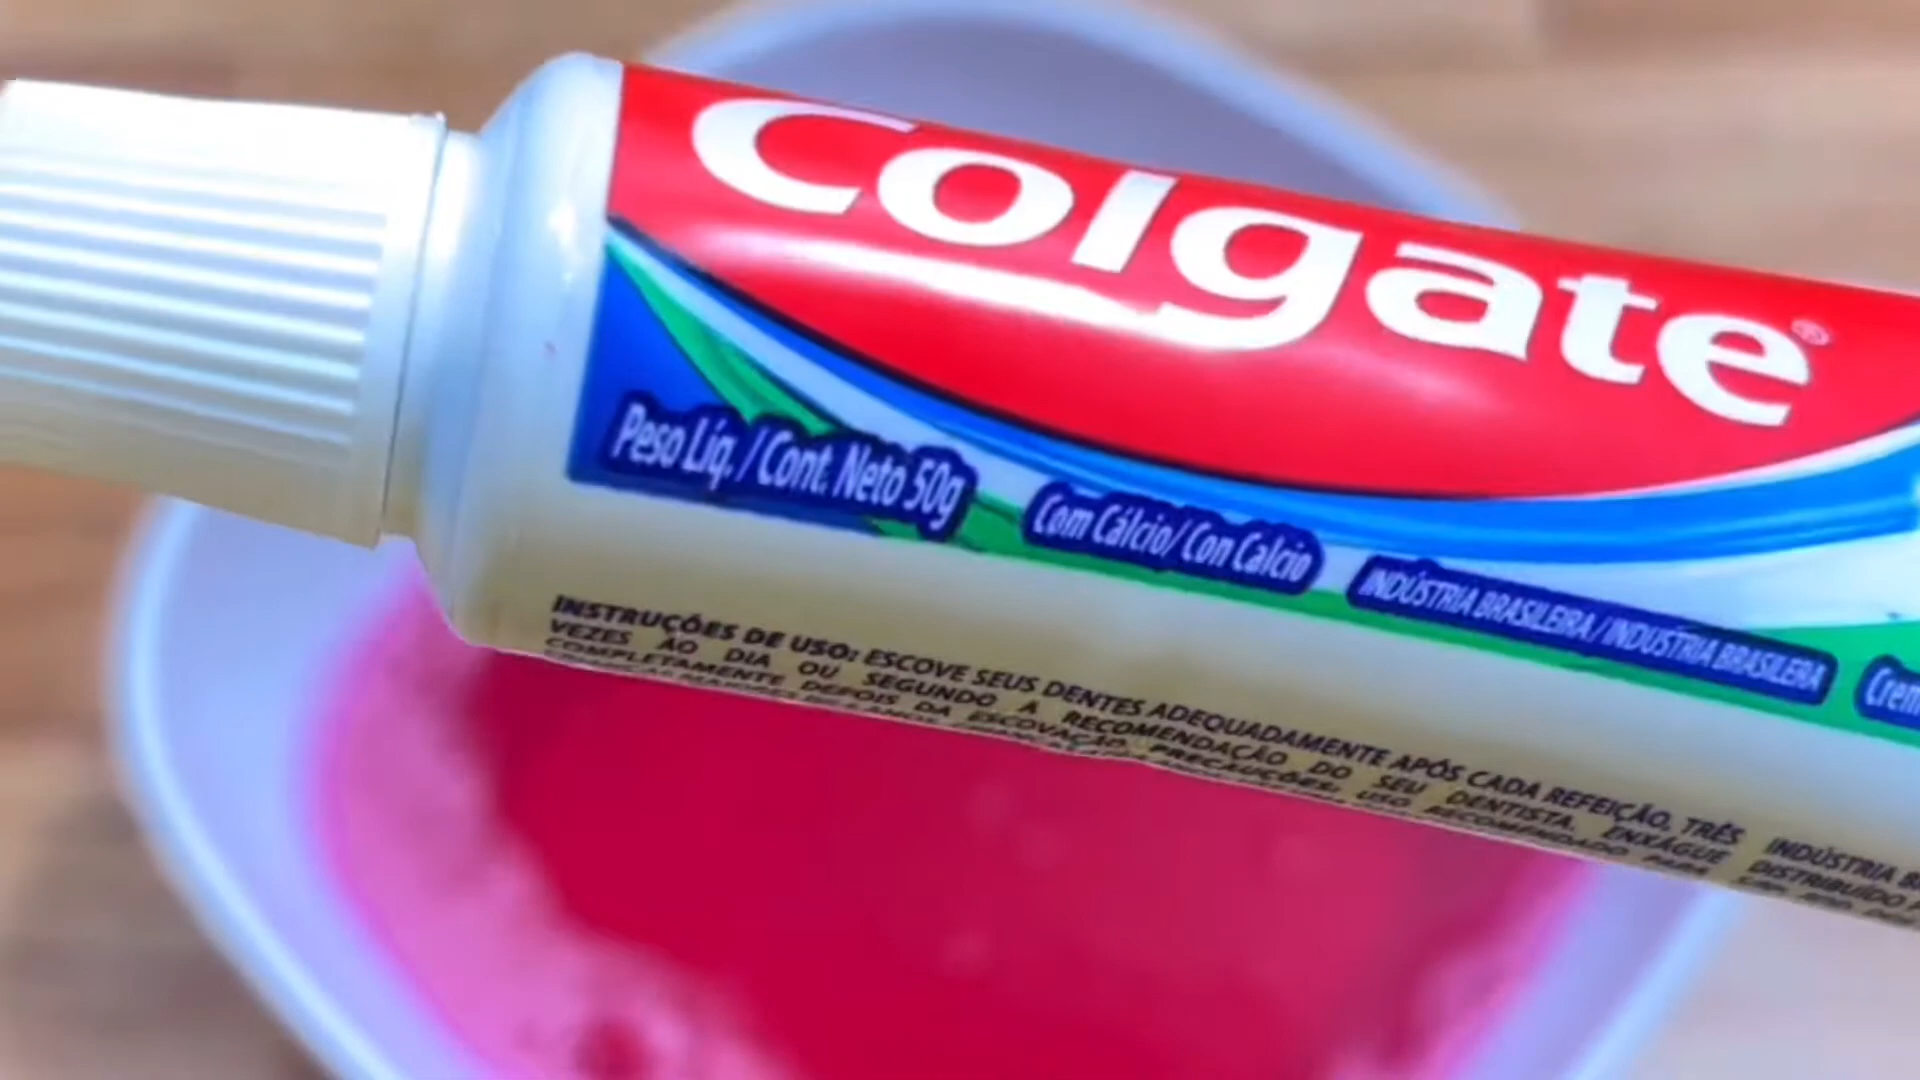 Colgate®
Peso Líq. / Cont. Neto 50g
Com Cálcio/ Con Calcio
INDÚSTRIA BRASILEIRA / INDUSTRIA BRASILERA
INSTRUÇÕES DE USO: ESCOVE SEUS DENTES ADEQUADAMENTE APÓS CADA REFEIÇÃO, TRÊS
VEZES AO DIA OU SEGUNDO A RECOMENDAÇÃO DO SEU DENTISTA. ENXÁGUE
COMPLETAMENTE DEPOIS DA ESCOVAÇÃO. PRECAUÇÕES: USO RECOMENDADO PARA
INDÚSTRIA
DISTRIBUÍDO